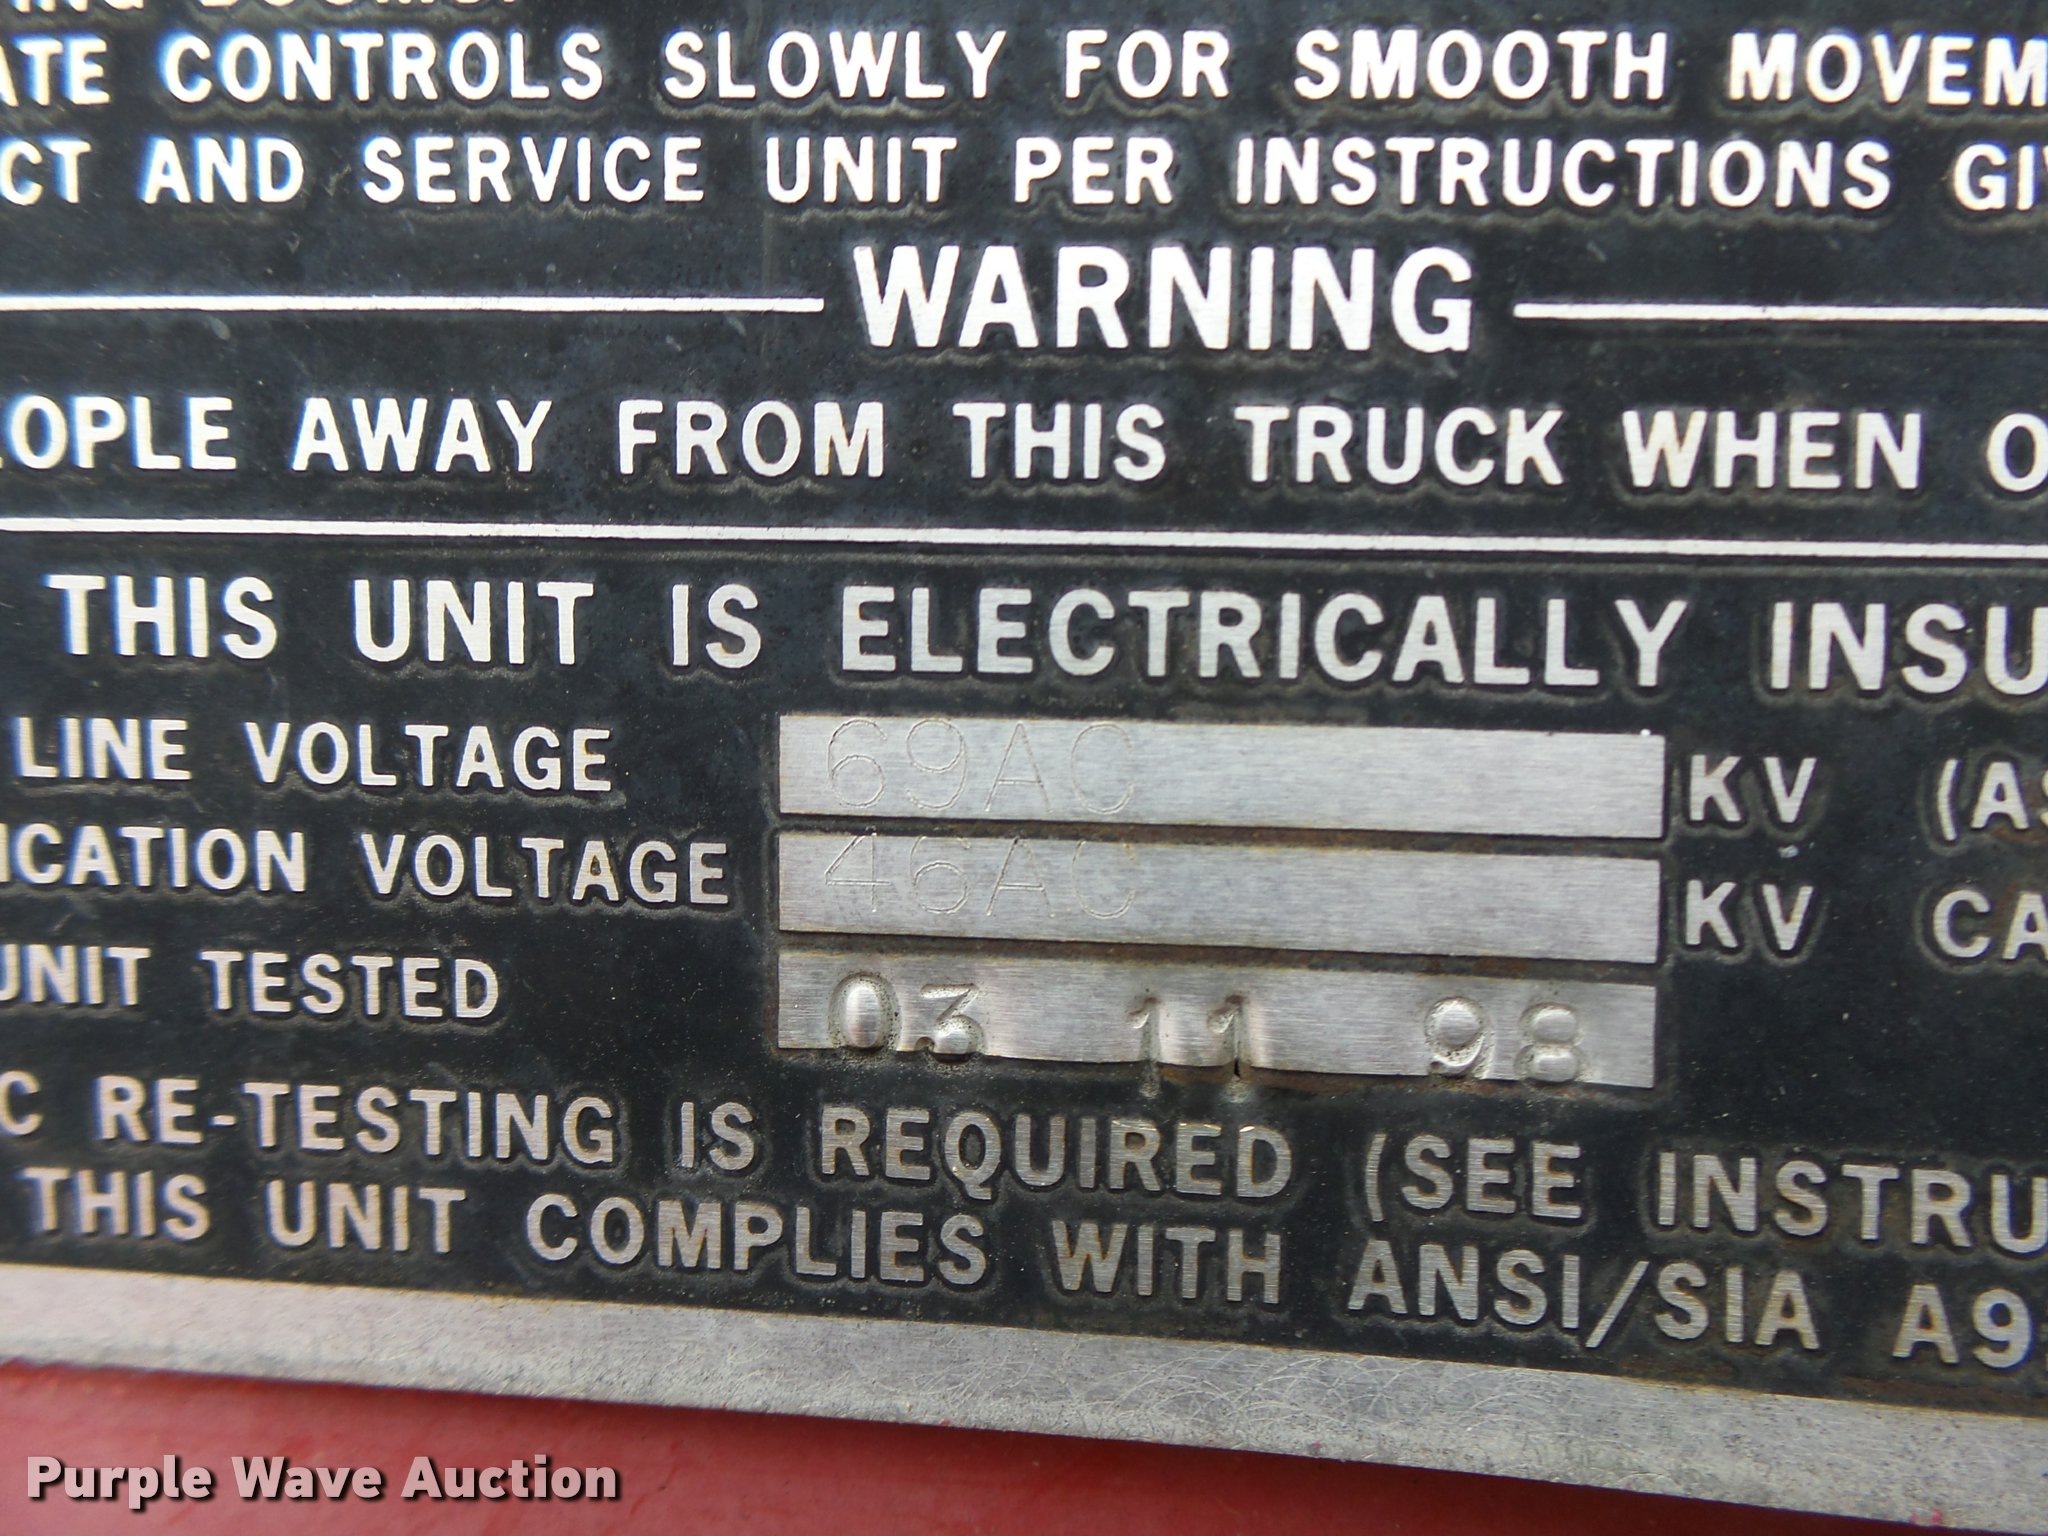 ATE CONTROLS SLOWLY FOR SMOOTH MOVEM
CT AND SERVICE UNIT PER INSTRUCTIONS GI
WARNING
OPLE AWAY FROM THIS TRUCK WHEN O
THIS UNIT IS ELECTRICALLY INSU
LINE VOLTAGE 69AC KV (AS
ICATION VOLTAGE 46AC KV CA
UNIT TESTED 03 11 98
C RE-TESTING IS REQUIRED (SEE INSTRU
THIS UNIT COMPLIES WITH ANSI/SIA A9
Purple Wave Auction